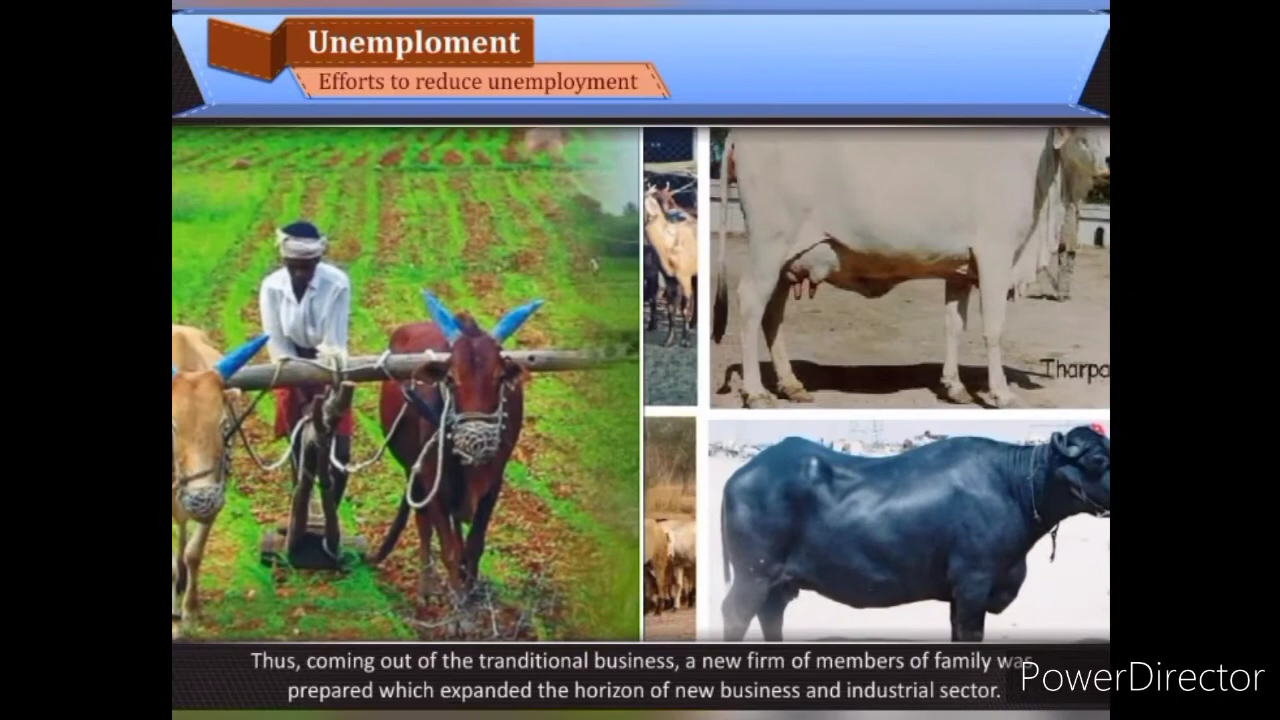 Unemploment
Efforts to reduce unemployment
Tharpa
Thus, coming out of the tranditional business, a new firm of members of family was
prepared which expanded the horizon of new business and industrial sector.
PowerDirector